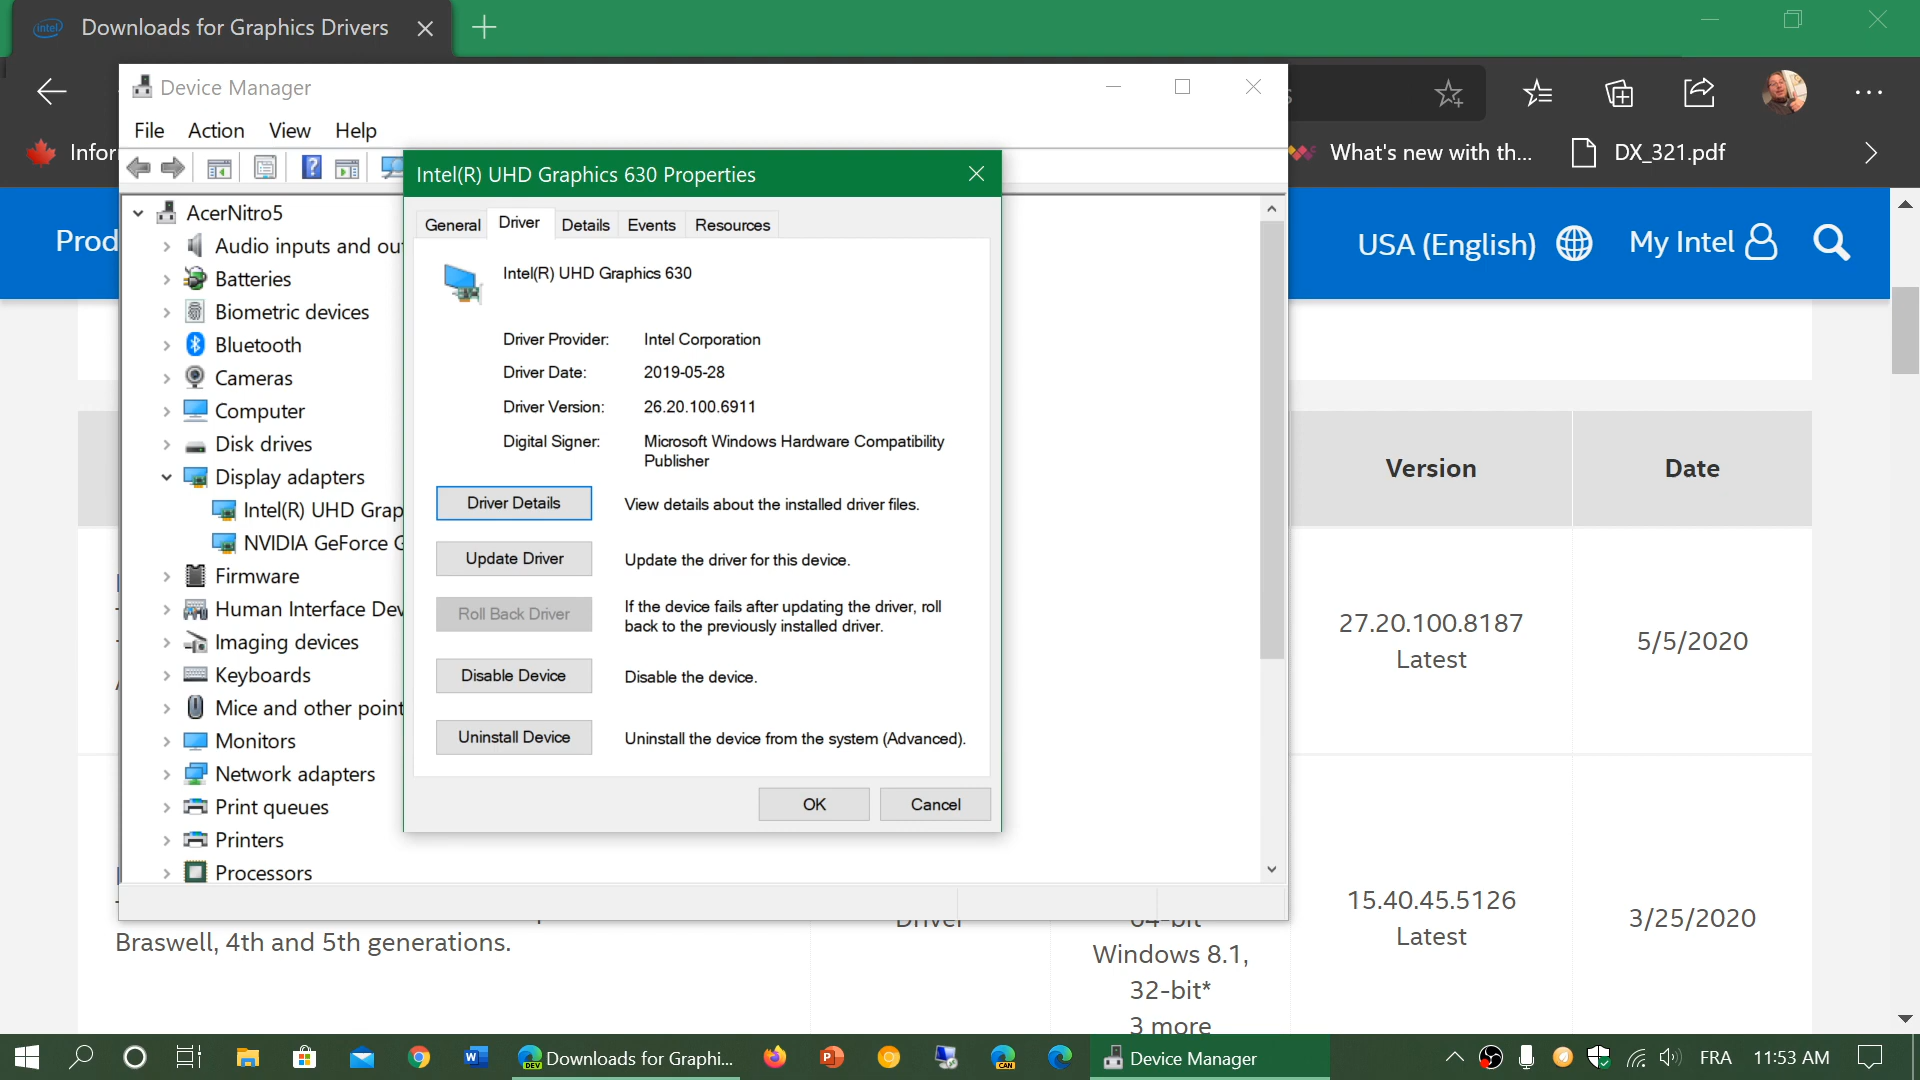 intel Downloads for Graphics Drivers
Device Manager
File Action View Help
Infor
What's new with th...
DX_321.pdf
Intel(R) UHD Graphics 630 Properties
General Driver Details Events Resources
Prod
USA (English)
My Intel
AcerNitro5
Audio inputs and ou
Batteries
Biometric devices
Bluetooth
Cameras
Computer
Disk drives
Display adapters
Intel(R) UHD Grap
NVIDIA GeForce G
Firmware
Human Interface Dev
Imaging devices
Keyboards
Mice and other point
Monitors
Network adapters
Print queues
Printers
Processors
Intel(R) UHD Graphics 630
Driver Provider: Intel Corporation
Driver Date: 2019-05-28
Driver Version: 26.20.100.6911
Digital Signer: Microsoft Windows Hardware Compatibility
Publisher
Driver Details View details about the installed driver files.
Update Driver Update the driver for this device.
Roll Back Driver If the device fails after updating the driver, roll
back to the previously installed driver.
Disable Device Disable the device.
Uninstall Device Uninstall the device from the system (Advanced).
OK Cancel
Version Date
27.20.100.8187
Latest
5/5/2020
15.40.45.5126
Latest
3/25/2020
Braswell, 4th and 5th generations.
Driver
64-bit
Windows 8.1,
32-bit*
3 more
Downloads for Graphi...
DEV
CAN
Device Manager
FRA 11:53 AM